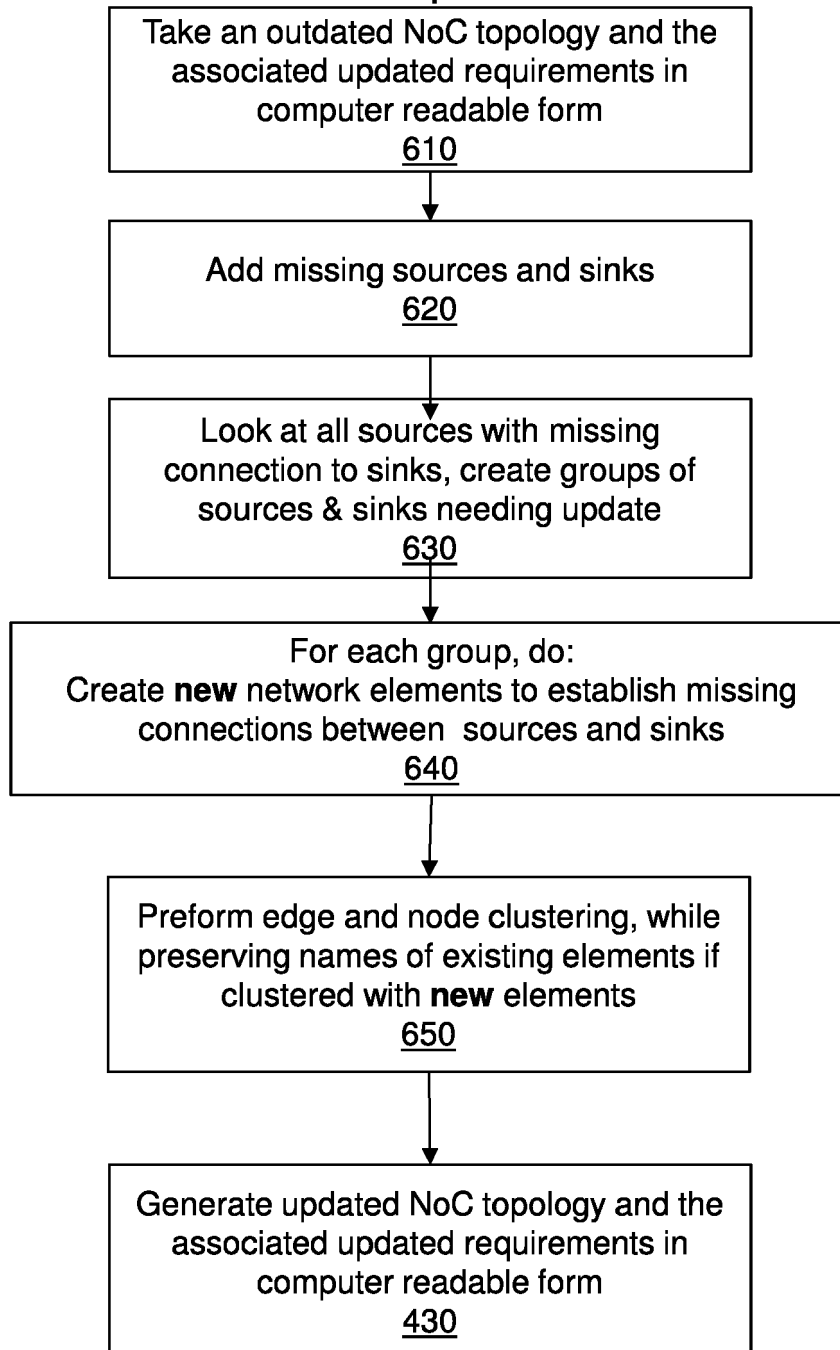 Take an outdated NoC topology and the
associated updated requirements in
computer readable form
610
Add missing sources and sinks
620
Look at all sources with missing
connection to sinks, create groups of
sources & sinks needing update
630
For each group, do:
Create new network elements to establish missing
connections between sources and sinks
640
Preform edge and node clustering, while
preserving names of existing elements if
clustered with new elements
650
Generate updated NoC topology and the
associated updated requirements in
computer readable form
430